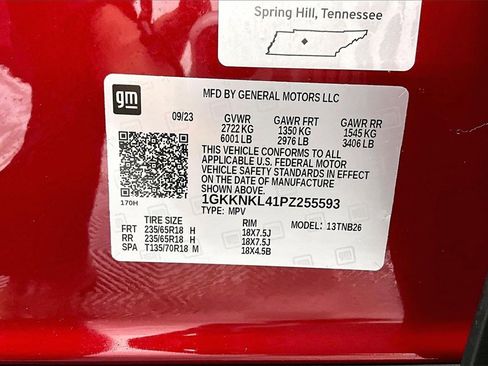 Spring Hill, Tennessee
gm
MFD BY GENERAL MOTORS LLC
09/23 GVWR GAWR FRT GAWR RR
2722 KG 1350 KG 1545 KG
6001 LB 2976 LB 3406 LB
THIS VEHICLE CONFORMS TO ALL
APPLICABLE U.S. FEDERAL MOTOR
VEHICLE SAFETY STANDARDS IN EFFECT
ON THE DATE OF MANUFACTURE
SHOWN ABOVE.
170H 1GKKNKL41PZ255593
TYPE: MPV
TIRE SIZE RIM MODEL: 13TNB26
FRT 235/65R18 H 18X7.5J
RR 235/65R18 H 18X7.5J
SPA T135/70R18 M 18X4.5B